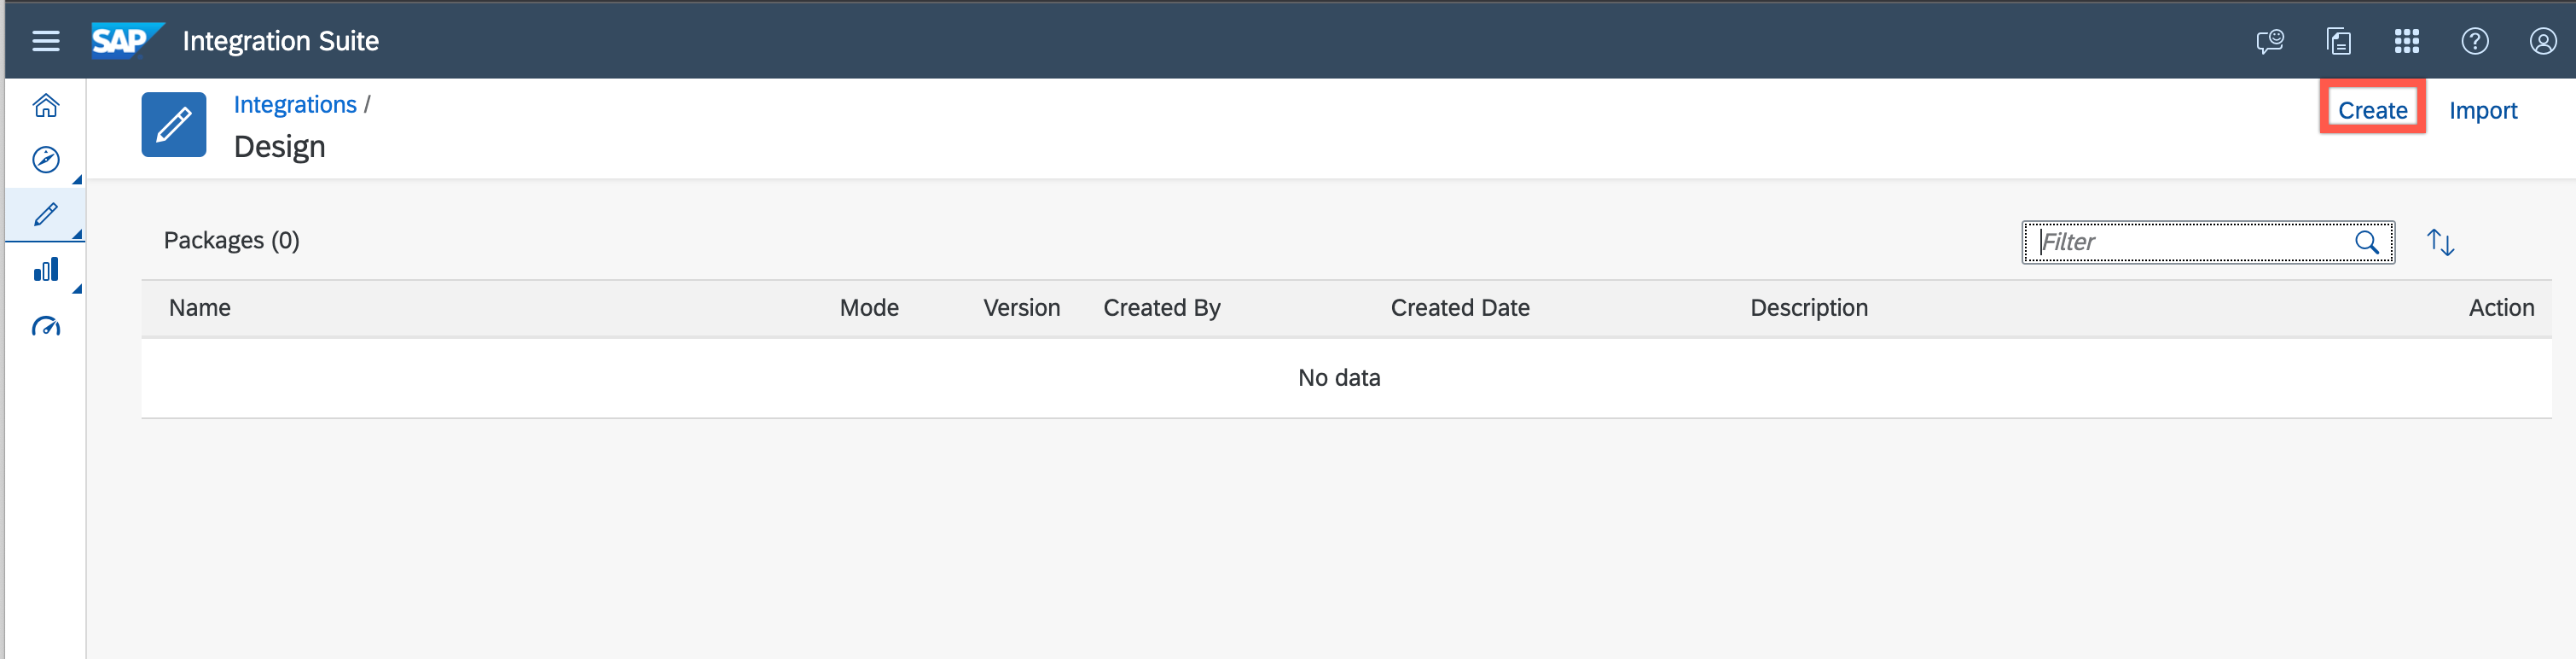 SAP Integration Suite
Integrations /
Design
Create Import
Packages (0)
Filter
Name Mode Version Created By Created Date Description Action
No data